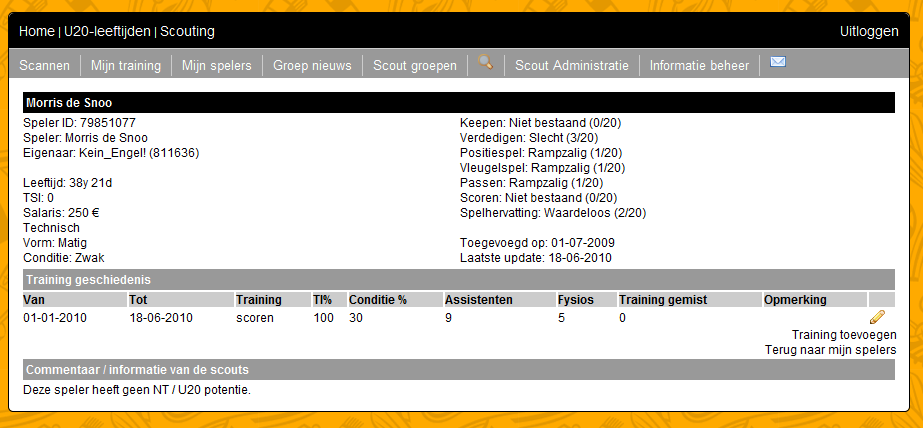 Home | U20-leeftijden | Scouting Uitloggen
Scannen Mijn training Mijn spelers Groep nieuws Scout groepen Scout Administratie Informatie beheer
Morris de Snoo
Speler ID: 79851077
Speler: Morris de Snoo
Eigenaar: Kein_Engel! (811636)
Leeftijd: 38y 21d
TSI: 0
Salaris: 250 €
Technisch
Vorm: Matig
Conditie: Zwak
Keepen: Niet bestaand (0/20)
Verdedigen: Slecht (3/20)
Positiespel: Rampzalig (1/20)
Vleugelspel: Rampzalig (1/20)
Passen: Rampzalig (1/20)
Scoren: Niet bestaand (0/20)
Spelhervatting: Waardeloos (2/20)
Toegevoegd op: 01-07-2009
Laatste update: 18-06-2010
Training geschiedenis
Van Tot Training TI% Conditie % Assistenten Fysios Training gemist Opmerking
01-01-2010 18-06-2010 scoren 100 30 9 5 0
Training toevoegen
Terug naar mijn spelers
Commentaar / informatie van de scouts
Deze speler heeft geen NT / U20 potentie.